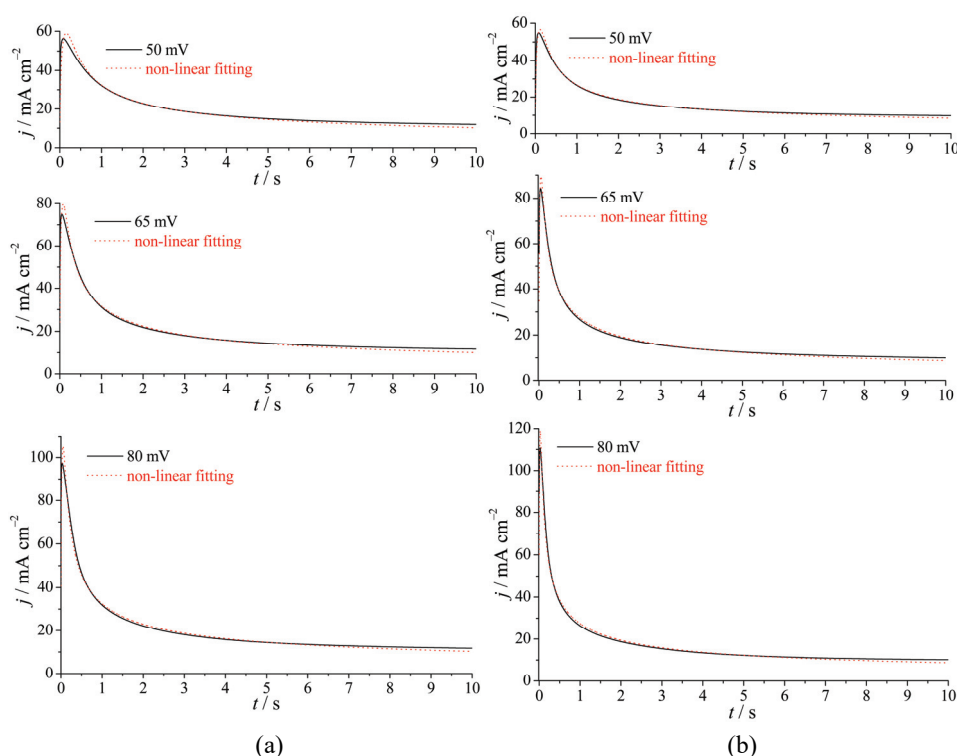 60
40
20
0
j / mA cm−2
50 mV
non-linear fitting
0 1 2 3 4 5 6 7 8 9 10
t / s
60
40
20
0
j / mA cm−2
50 mV
non-linear fitting
0 1 2 3 4 5 6 7 8 9 10
t / s
80
60
40
20
0
j / mA cm−2
65 mV
non-linear fitting
0 1 2 3 4 5 6 7 8 9 10
t / s
80
60
40
20
0
j / mA cm−2
65 mV
non-linear fitting
0 1 2 3 4 5 6 7 8 9 10
t / s
100
80
60
40
20
0
j / mA cm−2
80 mV
non-linear fitting
0 1 2 3 4 5 6 7 8 9 10
t / s
120
100
80
60
40
20
0
j / mA cm−2
80 mV
non-linear fitting
0 1 2 3 4 5 6 7 8 9 10
t / s
(a)
(b)